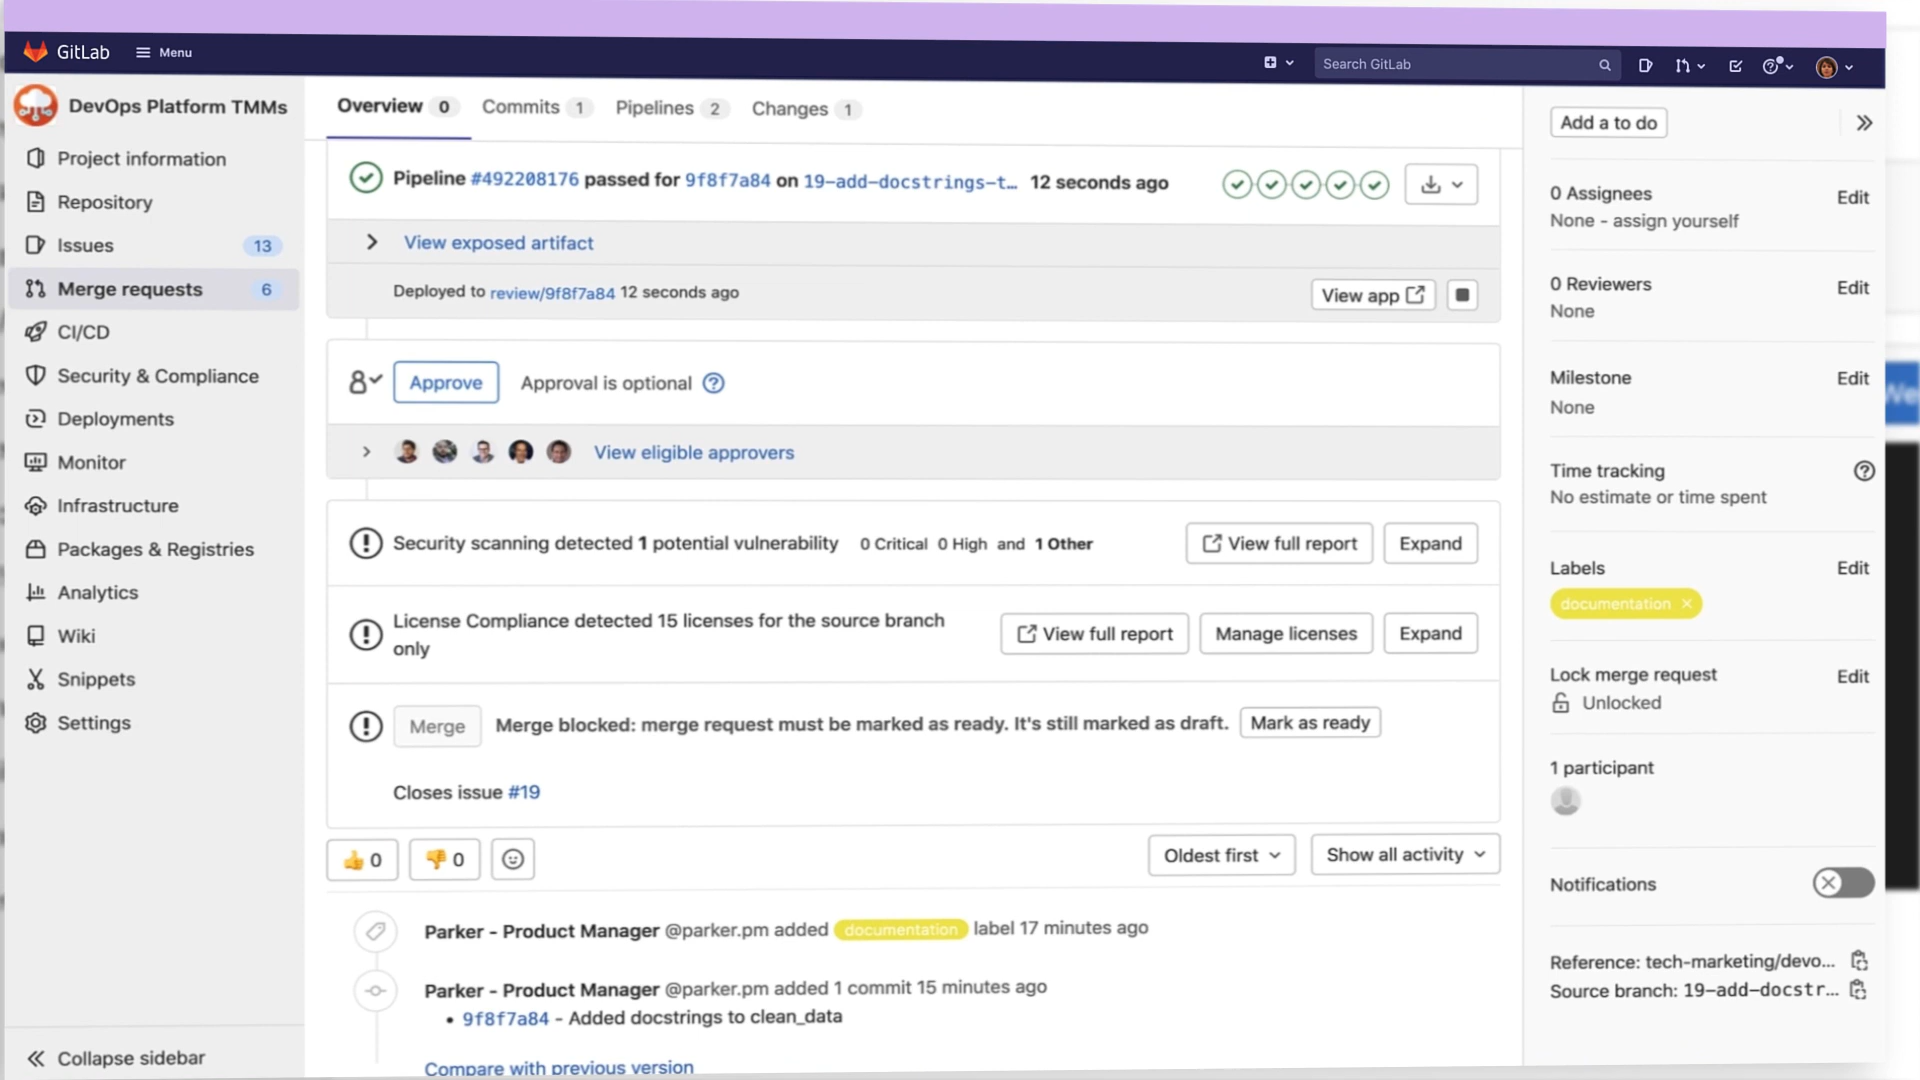 GitLab
Menu
Search GitLab
DevOps Platform TMMs
Project information
Repository
Issues 13
Merge requests 6
CI/CD
Security & Compliance
Deployments
Monitor
Infrastructure
Packages & Registries
Analytics
Wiki
Snippets
Settings
Collapse sidebar
Overview 0 Commits 1 Pipelines 2 Changes 1
Pipeline #492208176 passed for 9f8f7a84 on 19-add-docstrings-t... 12 seconds ago
View exposed artifact
Deployed to review/9f8f7a84 12 seconds ago
View app
Approve Approval is optional
View eligible approvers
Security scanning detected 1 potential vulnerability 0 Critical 0 High and 1 Other
View full report Expand
License Compliance detected 15 licenses for the source branch
only
View full report Manage licenses Expand
Merge Merge blocked: merge request must be marked as ready. It's still marked as draft. Mark as ready
Closes issue #19
👍 0 👎 0
Oldest first Show all activity
Parker - Product Manager @parker.pm added documentation label 17 minutes ago
Parker - Product Manager @parker.pm added 1 commit 15 minutes ago
• 9f8f7a84 - Added docstrings to clean_data
Compare with previous version
Add a to do
0 Assignees Edit
None - assign yourself
0 Reviewers Edit
None
Milestone Edit
None
Time tracking
No estimate or time spent
Labels Edit
documentation ×
Lock merge request Edit
Unlocked
1 participant
Notifications
Reference: tech-marketing/devo...
Source branch: 19-add-docstr...